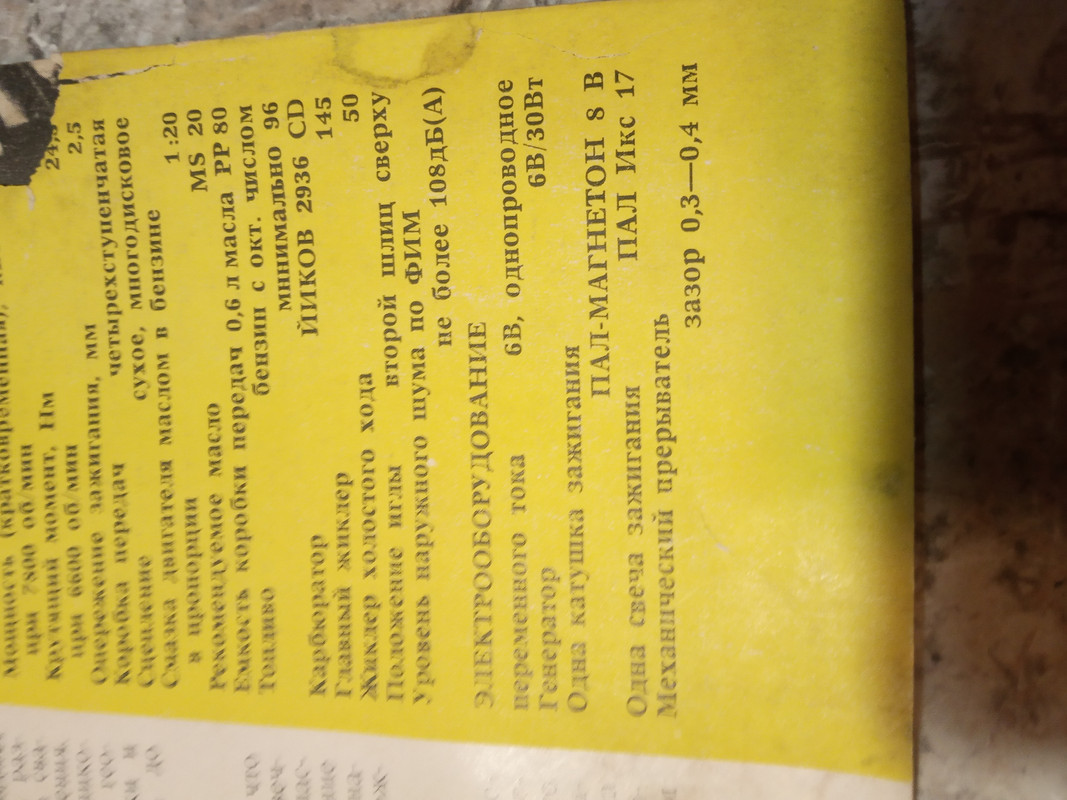 Мощность (кратковременная),
при 7800 об/мин
Крутящий момент, Нм
при 6600 об/мин 2,5
Опережение зажигания, мм
Коробка передач четырехступенчатая
Сцепление сухое, многодисковое
Смазка двигателя маслом в бензине
в пропорции 1:20
Рекомендуемое масло MS 20
Емкость коробки передач 0,6 л масла РР 80
Топливо бензин с окт. числом
мнинимально 96
Карбюратор ЙИКОВ 2936 CD
Главный жиклер 145
Жиклер холостого хода 50
Положение иглы второй шлиц сверху
Уровень наружного шума по ФИМ
не более 108дБ(А)
ЭЛЕКТРООБОРУДОВАНИЕ
переменного тока 6В, однопроводное
Генератор 6В/30Вт
Одна катушка зажигания
ПАЛ-МАГНЕТОН 8 В
Одна свеча зажигания ПАЛ Икс 17
Механический прерыватель
зазор 0,3—0,4 мм
что